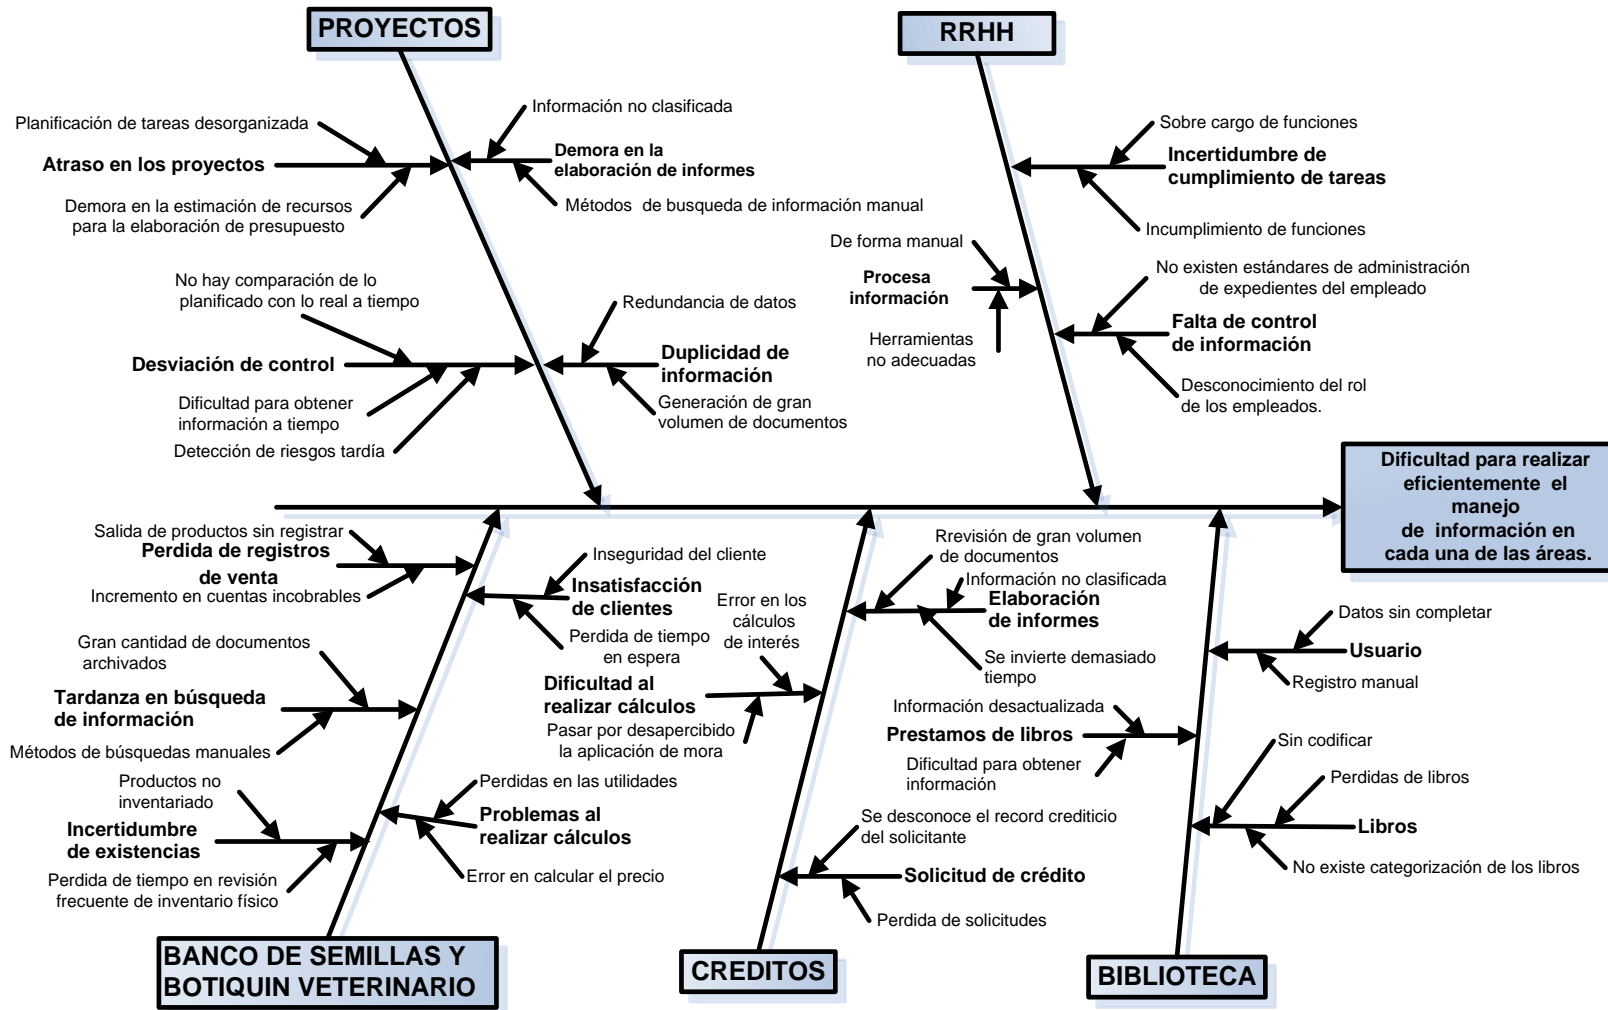 PROYECTOS
RRHH
Información no clasificada
Planificación de tareas desorganizada
Atraso en los proyectos
Demora en la
elaboración de informes
Demora en la estimación de recursos
para la elaboración de presupuesto
Métodos  de busqueda de información manual
Sobre cargo de funciones
Incertidumbre de
cumplimiento de tareas
Incumplimiento de funciones
De forma manual
Procesa
información
Herramientas
no adecuadas
No existen estándares de administración
de expedientes del empleado
Falta de control
de información
Desconocimiento del rol
de los empleados.
No hay comparación de lo
planificado con lo real a tiempo
Desviación de control
Dificultad para obtener
información a tiempo
Detección de riesgos tardía
Redundancia de datos
Duplicidad de
información
Generación de gran
volumen de documentos
Dificultad para realizar
eficientemente  el
manejo
de  información en
cada una de las áreas.
Salida de productos sin registrar
Perdida de registros
de venta
Incremento en cuentas incobrables
Inseguridad del cliente
Insatisfacción
de clientes
Perdida de tiempo
en espera
Gran cantidad de documentos
archivados
Tardanza en búsqueda
de información
Métodos de búsquedas manuales
Productos no
inventariado
Incertidumbre
de existencias
Perdida de tiempo en revisión
frecuente de inventario físico
Perdidas en las utilidades
Problemas al
realizar cálculos
Error en calcular el precio
Rrevisión de gran volumen
de documentos
Información no clasificada
Elaboración
de informes
Se invierte demasiado
tiempo
Error en los
cálculos
de interés
Dificultad al
realizar cálculos
Pasar por desapercibido
la aplicación de mora
Se desconoce el record crediticio
del solicitante
Solicitud de crédito
Perdida de solicitudes
Datos sin completar
Usuario
Registro manual
Información desactualizada
Prestamos de libros
Dificultad para obtener
información
Sin codificar
Perdidas de libros
Libros
No existe categorización de los libros
BANCO DE SEMILLAS Y
BOTIQUIN VETERINARIO
CREDITOS
BIBLIOTECA